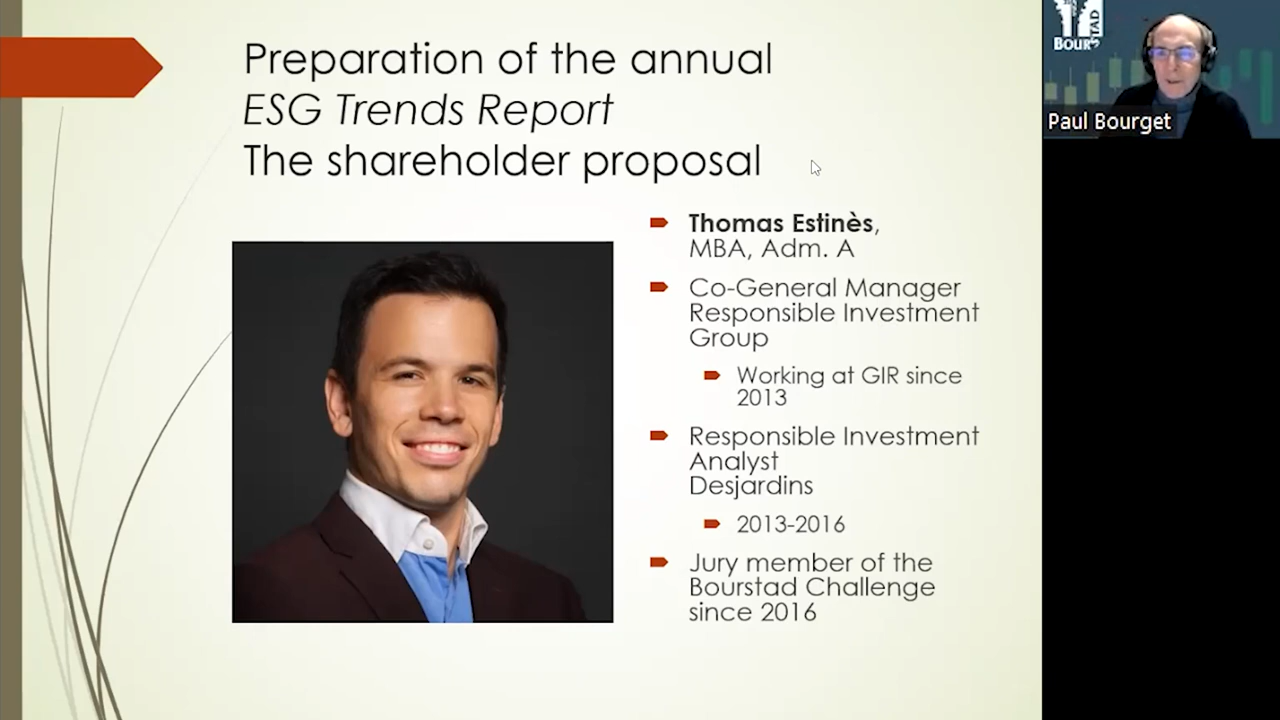 Preparation of the annual
ESG Trends Report
The shareholder proposal
Thomas Estinès,
MBA, Adm. A
Co-General Manager
Responsible Investment
Group
Working at GIR since
2013
Responsible Investment
Analyst
Desjardins
2013-2016
Jury member of the
Bourstad Challenge
since 2016
Paul Bourget